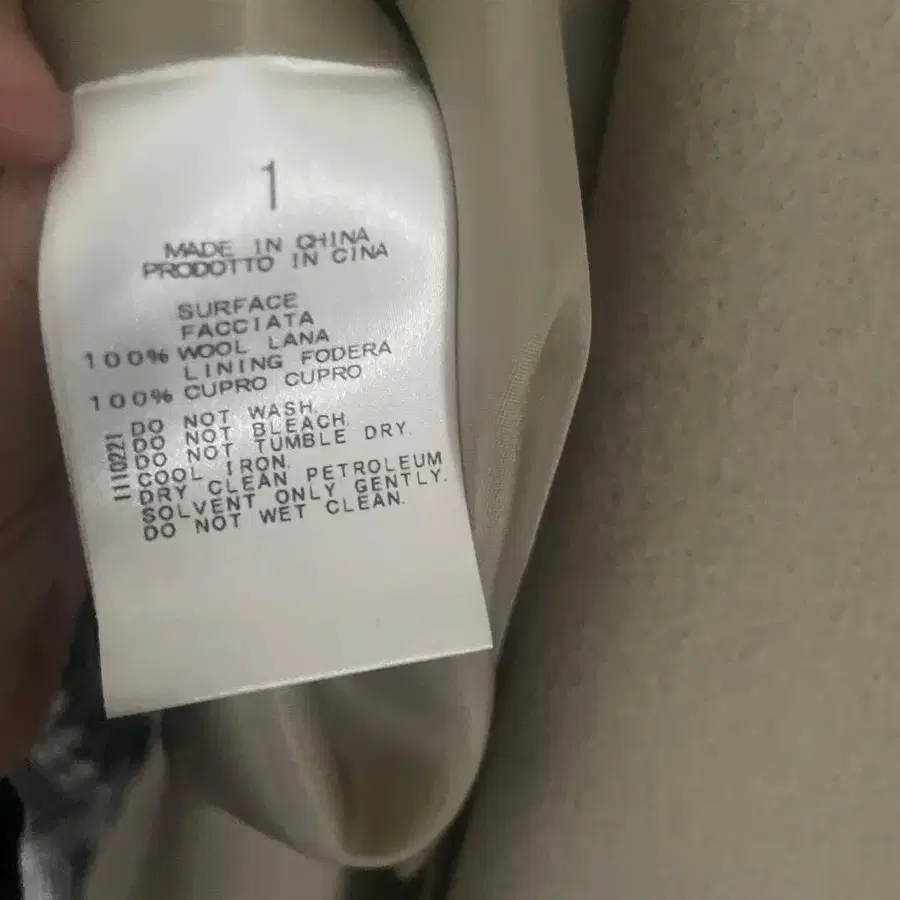 1
MADE IN CHINA
PRODOTTO IN CINA
SURFACE
FACCIATA
100% WOOL LANA
LINING FODERA
100% CUPRO CUPRO
DO NOT WASH.
DO NOT BLEACH.
DO NOT TUMBLE DRY.
COOL IRON.
DRY CLEAN PETROLEUM
SOLVENT ONLY GENTLY.
DO NOT WET CLEAN.
1110221